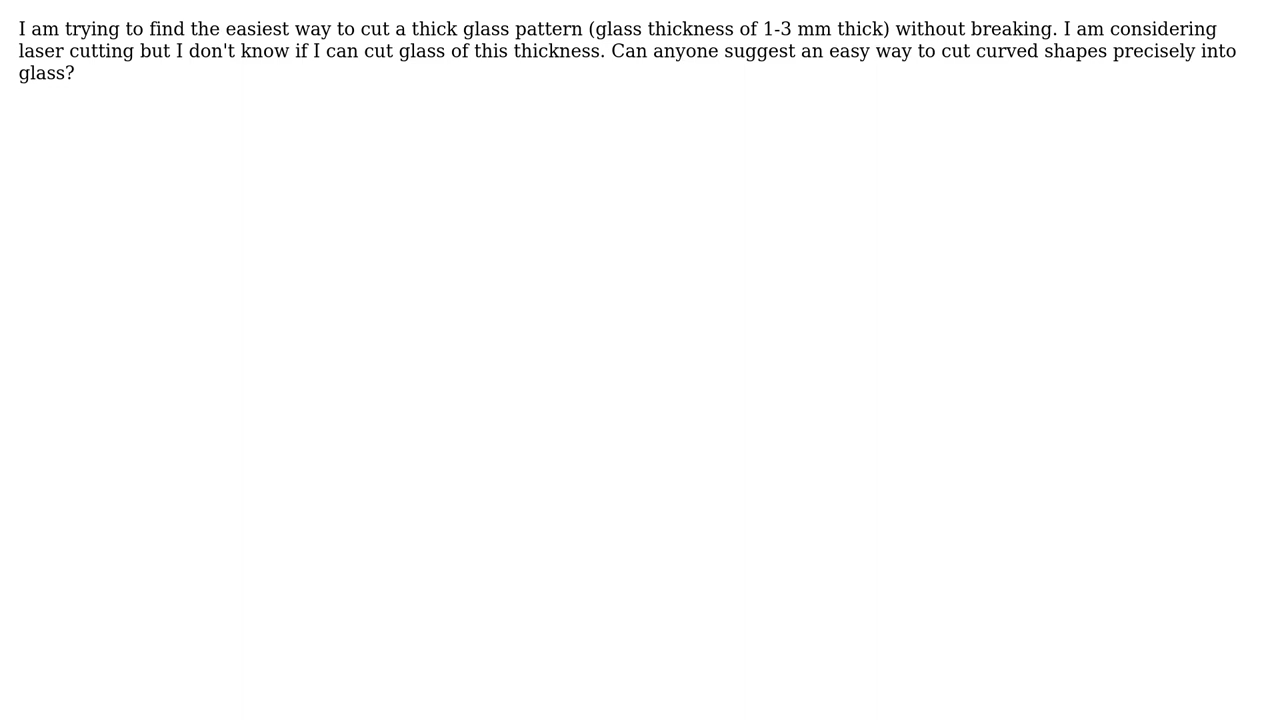 I am trying to find the easiest way to cut a thick glass pattern (glass thickness of 1-3 mm thick) without breaking. I am considering
laser cutting but I don't know if I can cut glass of this thickness. Can anyone suggest an easy way to cut curved shapes precisely into
glass?